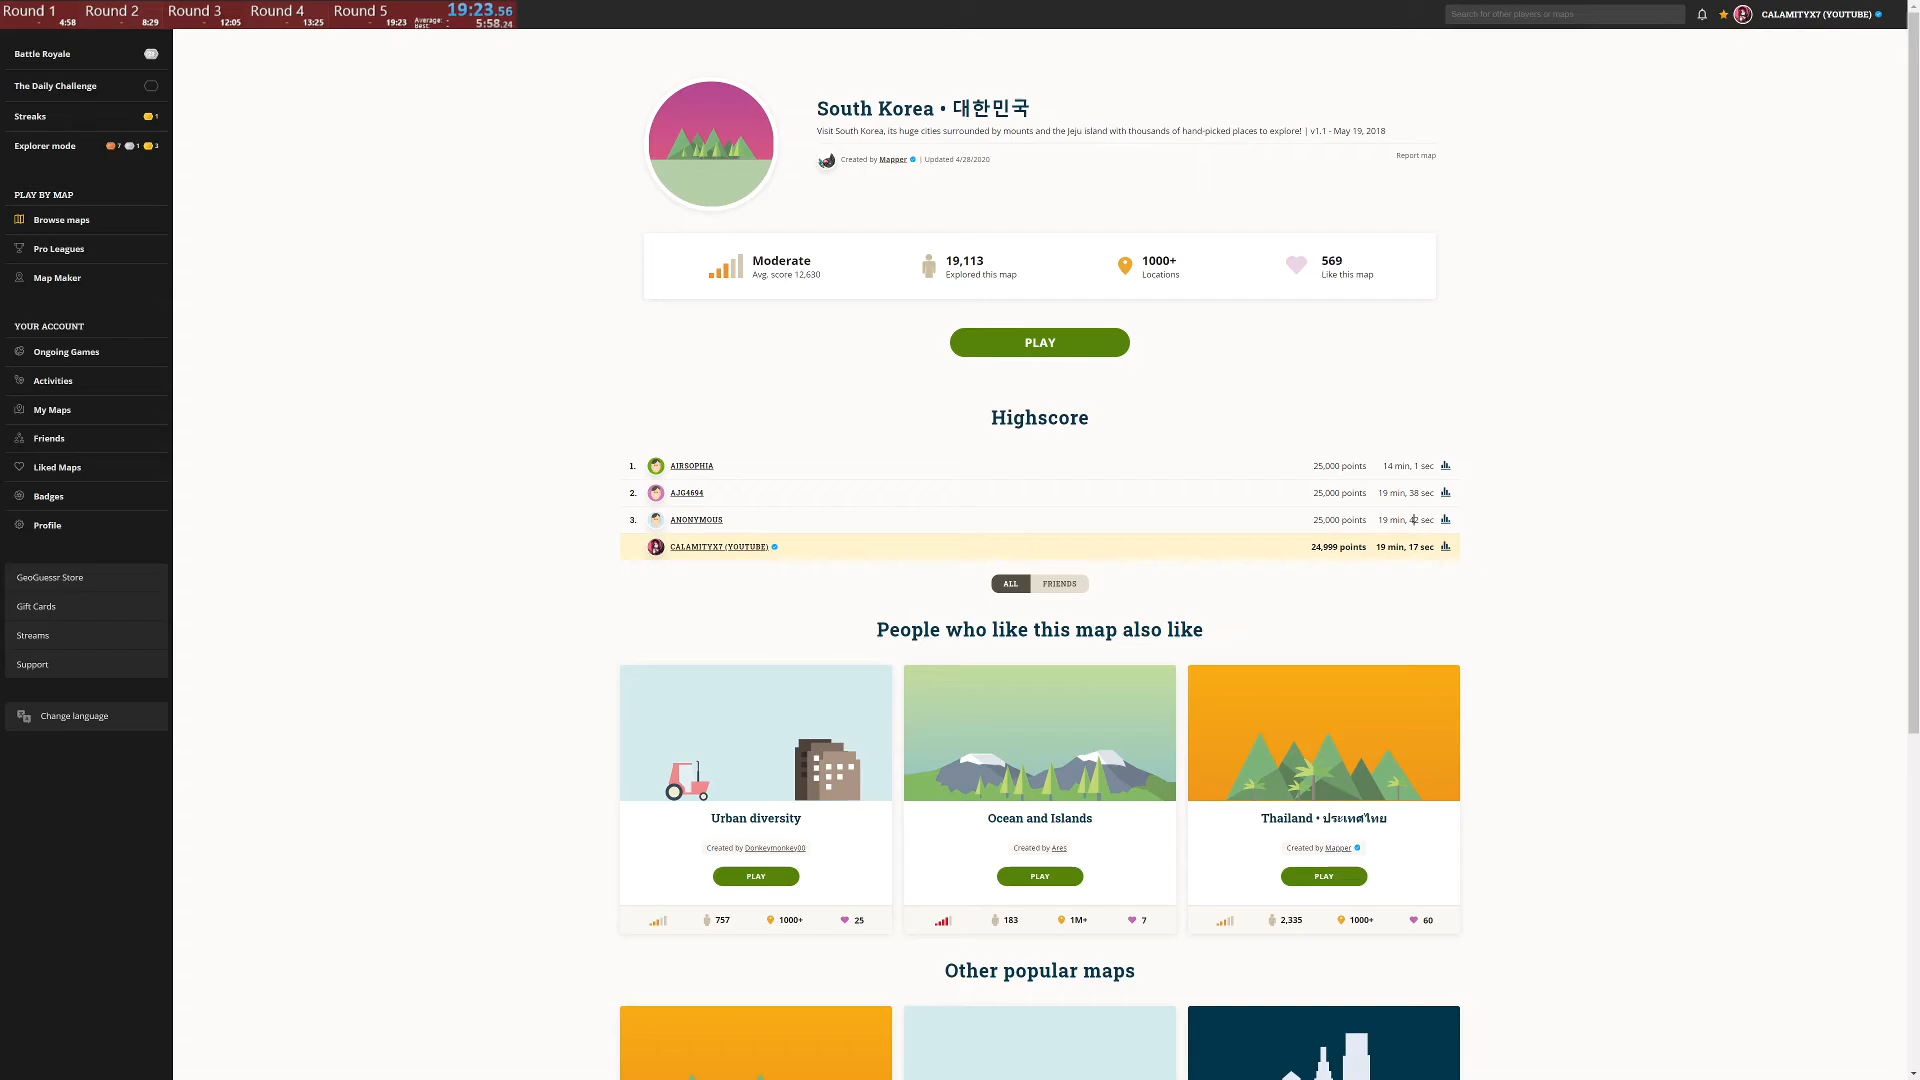 Round 1 Round 2 Round 3 Round 4 Round 5 19:23.56
- 4:58 - 8:29 - 12:05 - 13:25 - 19:23 Average: -
Best: 5:58.24
Search for other players or maps
CALAMITYX7 (YOUTUBE)
Battle Royale
The Daily Challenge
Streaks 1
Explorer mode 7 1 3
PLAY BY MAP
Browse maps
Pro Leagues
Map Maker
YOUR ACCOUNT
Ongoing Games
Activities
My Maps
Friends
Liked Maps
Badges
Profile
GeoGuessr Store
Gift Cards
Streams
Support
Change language
South Korea • 대한민국
Visit South Korea, its huge cities surrounded by mounts and the Jeju island with thousands of hand-picked places to explore! | v1.1 - May 19, 2018
Created by Mapper | Updated 4/28/2020
Report map
Moderate
Avg. score 12,630
19,113
Explored this map
1000+
Locations
569
Like this map
PLAY
Highscore
1. AIRSOPHIA 25,000 points 14 min, 1 sec
2. AJG4694 25,000 points 19 min, 38 sec
3. ANONYMOUS 25,000 points 19 min, 42 sec
CALAMITYX7 (YOUTUBE) 24,999 points 19 min, 17 sec
ALL FRIENDS
People who like this map also like
Urban diversity
Created by Donkeymonkey00
PLAY
757 1000+ 25
Ocean and Islands
Created by Ares
PLAY
183 1M+ 7
Thailand • ประเทศไทย
Created by Mapper
PLAY
2,335 1000+ 60
Other popular maps